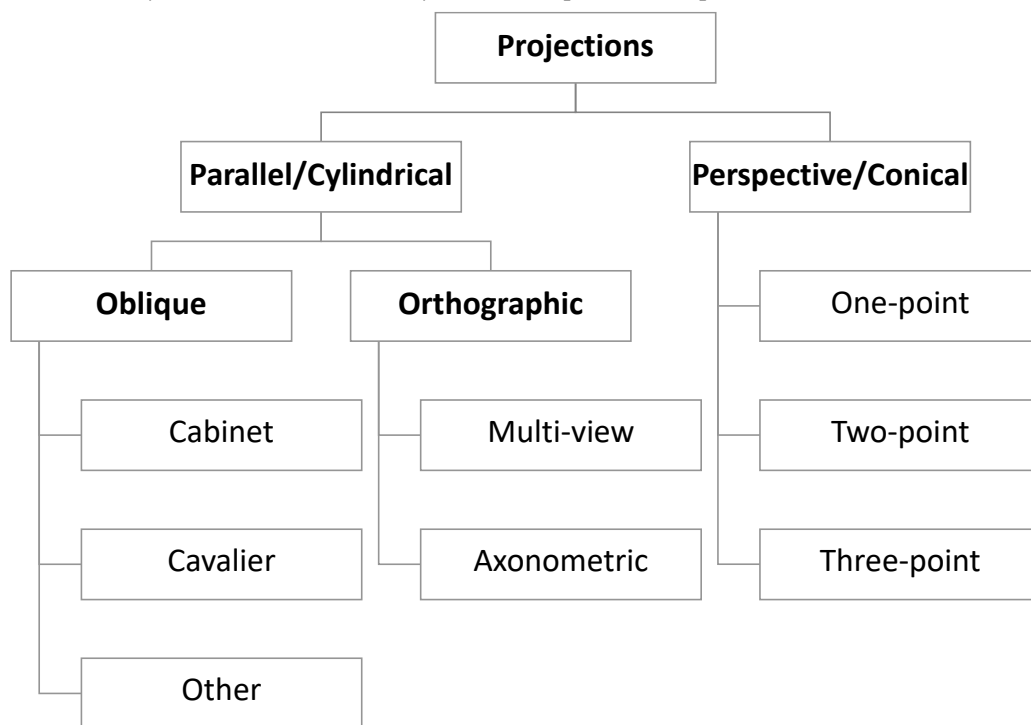 Projections
Parallel/Cylindrical
Perspective/Conical
Oblique
Orthographic
One-point
Cabinet
Multi-view
Two-point
Cavalier
Axonometric
Three-point
Other